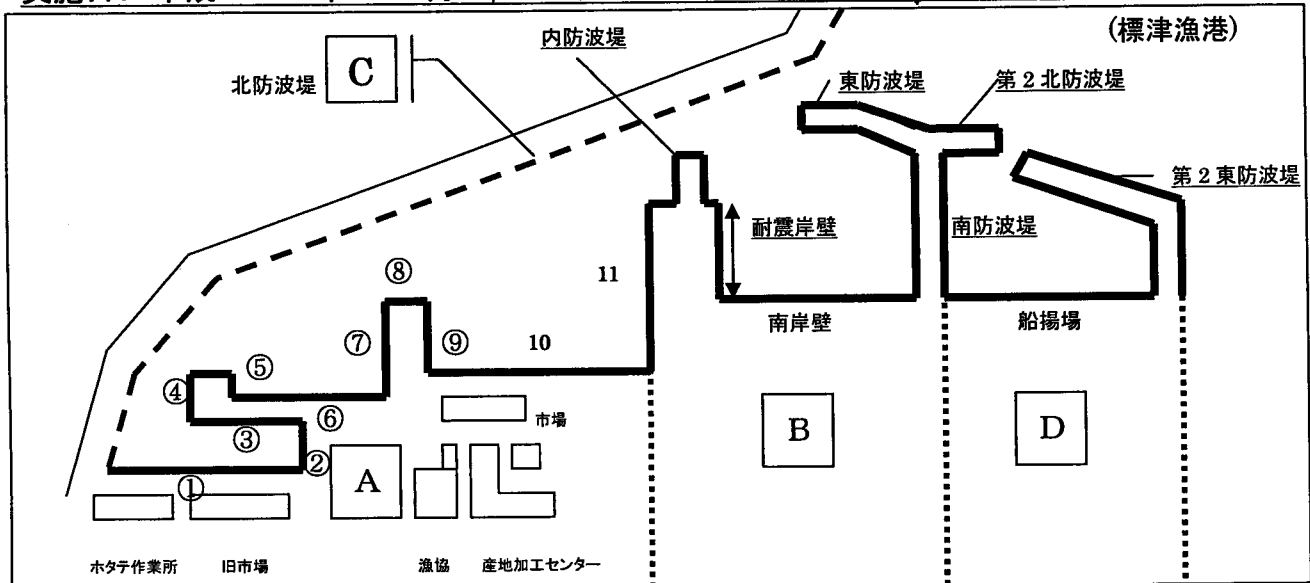 (標津漁港)
内防波堤
C
北防波堤
東防波堤
第2北防波堤
第2東防波堤
耐震岸壁
南防波堤
11
⑧
南岸壁
船揚場
⑦
⑨
10
⑤
④
⑥
市場
③
B
D
②
A
①
ホタテ作業所
旧市場
漁協
産地加工センター